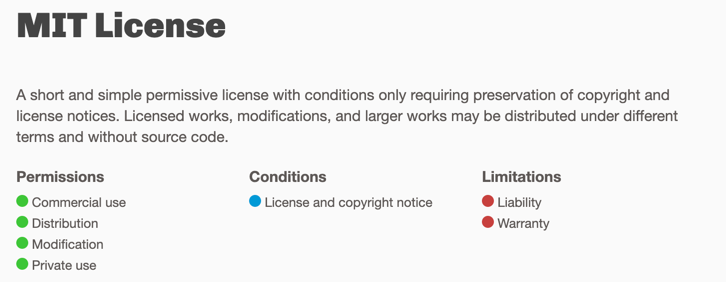 MIT License
A short and simple permissive license with conditions only requiring preservation of copyright and
license notices. Licensed works, modifications, and larger works may be distributed under different
terms and without source code.
Permissions
Commercial use
Distribution
Modification
Private use
Conditions
License and copyright notice
Limitations
Liability
Warranty